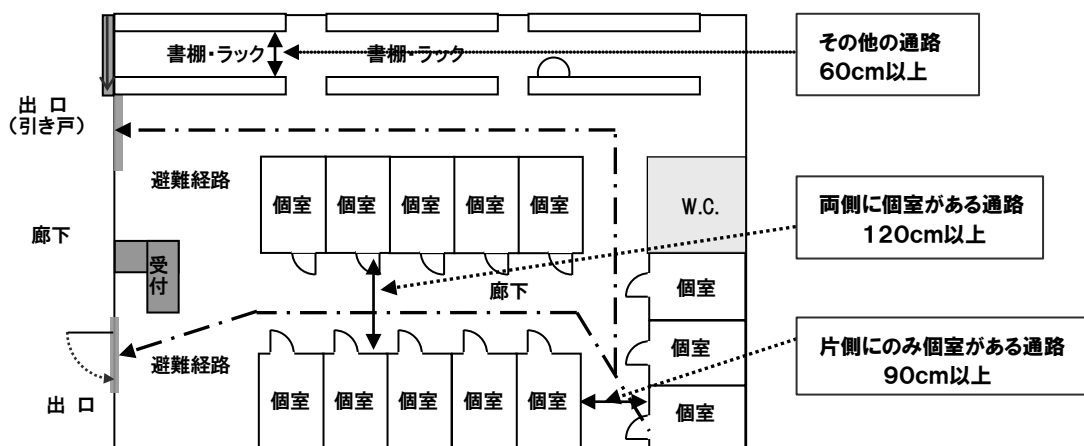 書棚・ラック
書棚・ラック
その他の通路
60cm以上
出 口
（引き戸）
避難経路
個室
個室
個室
個室
個室
W.C.
両側に個室がある通路
120cm以上
廊下
受付
廊下
個室
避難経路
個室
片側にのみ個室がある通路
90cm以上
出 口
個室
個室
個室
個室
個室
個室